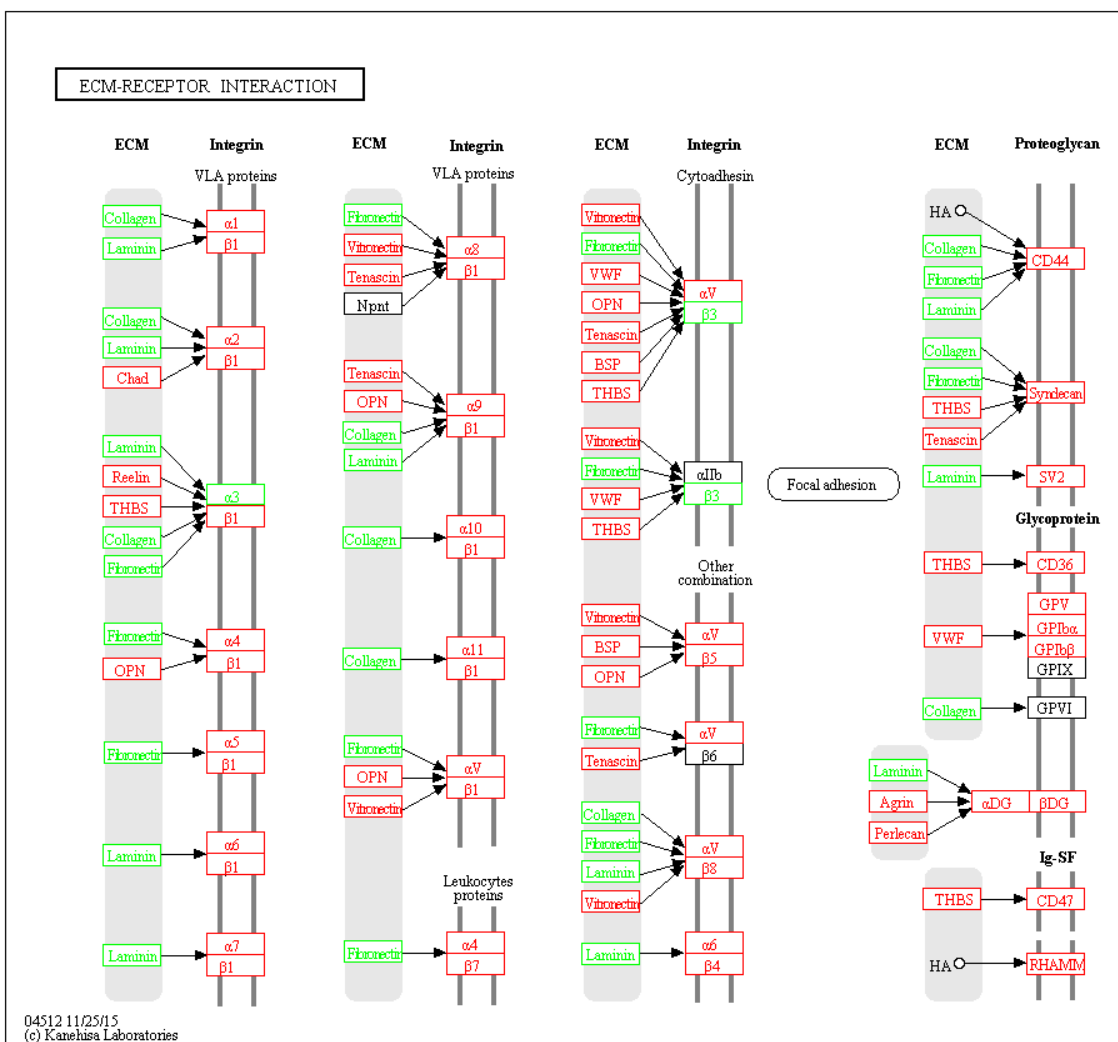 ECM-RECEPTOR INTERACTION
ECM Integrin
VLA proteins
Collagen
Laminin
α1
β1
Collagen
Laminin
Chad
α2
β1
Laminin
Reelin
THBS
Collagen
Fibronectin
α3
β1
Fibronectin
OPN
α4
β1
Fibronectin
α5
β1
Laminin
α6
β1
Laminin
α7
β1
ECM Integrin
VLA proteins
Fibronectin
Vitronectin
Tenascin
Npnt
α8
β1
Tenascin
OPN
Collagen
Laminin
α9
β1
Collagen
α10
β1
Collagen
α11
β1
Fibronectin
OPN
Vitronectin
αV
β1
Leukocytes
proteins
Fibronectin
α4
β7
ECM Integrin
Cytoadhesin
Vitronectin
Fibronectin
VWF
OPN
Tenascin
BSP
THBS
αV
β3
Vitronectin
Fibronectin
VWF
THBS
αIIb
β3
Other
combination
Vitronectin
BSP
OPN
αV
β5
Fibronectin
Tenascin
αV
β6
Collagen
Fibronectin
Laminin
Vitronectin
αV
β8
Laminin
α6
β4
Focal adhesion
ECM Proteoglycan
HA
Collagen
Fibronectin
Laminin
CD44
Collagen
Fibronectin
THBS
Tenascin
Syndecan
Laminin
SV2
Glycoprotein
THBS
CD36
VWF
GPV
GPIbα
GPIbβ
GPIX
Collagen
GPVI
Laminin
Agrin
Perlecan
αDG βDG
Ig-SF
THBS
CD47
HA
RHAMM
04512 11/25/15
(c) Kanehisa Laboratories